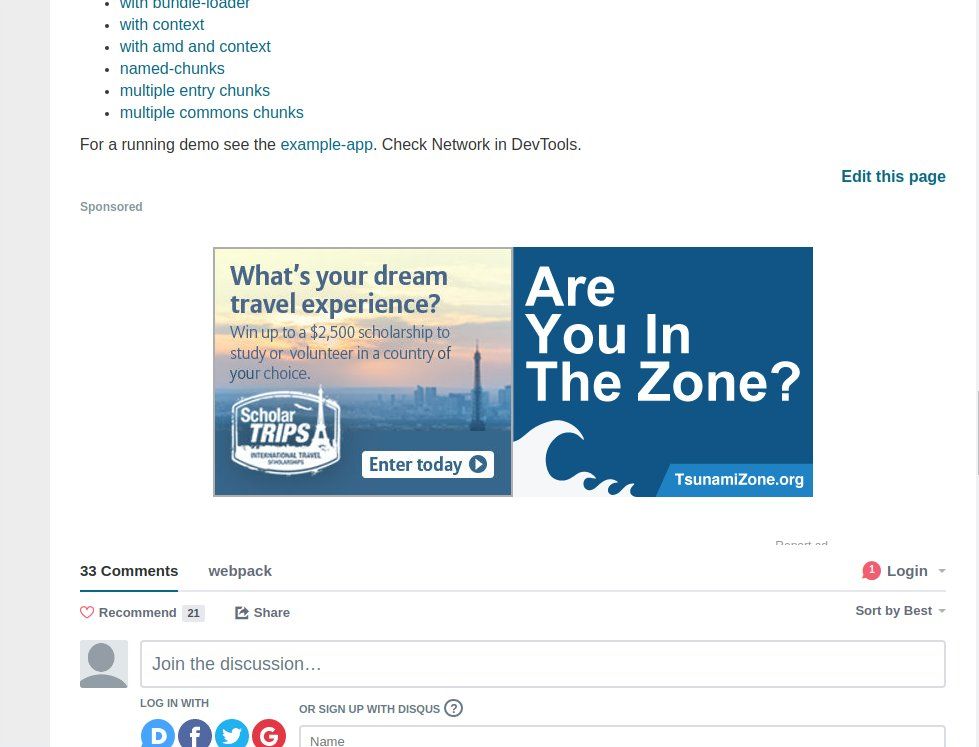 with bundle-loader
with context
with amd and context
named-chunks
multiple entry chunks
multiple commons chunks
For a running demo see the example-app. Check Network in DevTools.
Edit this page
Sponsored
What's your dream
travel experience?
Win up to a $2,500 scholarship to
study or volunteer in a country of
your choice.
Scholar
TRIPS
INTERNATIONAL TRAVEL
SCHOLARSHIPS
Enter today
Are
You In
The Zone?
TsunamiZone.org
Report ad
33 Comments webpack 1 Login
Recommend 21 Share Sort by Best
Join the discussion…
LOG IN WITH
OR SIGN UP WITH DISQUS ?
D f G
Name